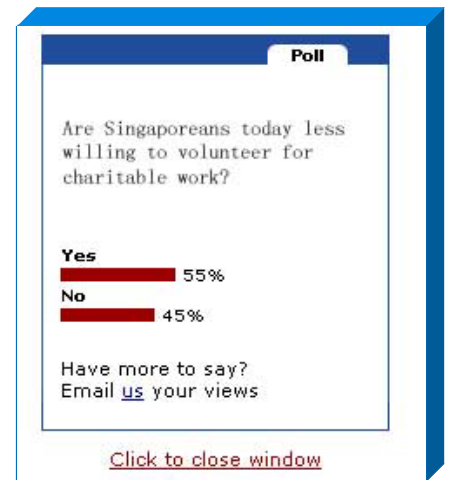 Poll
Are Singaporeans today less
willing to volunteer for
charitable work?
Yes
55%
No
45%
Have more to say?
Email us your views
Click to close window